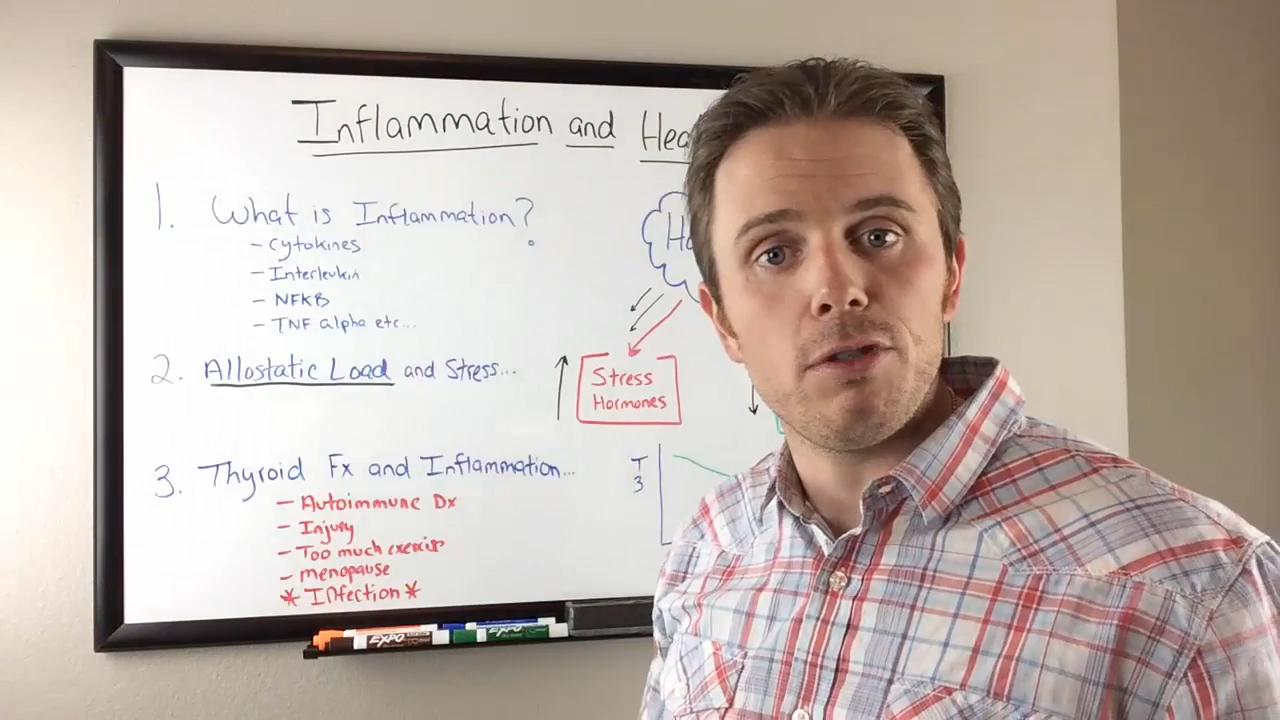 Inflammation and Hea
1. What is Inflammation?
- Cytokines
- Interleukin
- NFKB
- TNF alpha etc...
2. Allostatic Load and Stress...
3. Thyroid Fx and Inflammation...
- Autoimmune Dx
- Injury
- Too much exercise
- menopause
* Infection *
Stress
Hormones
T
3
EXPO
EXPO